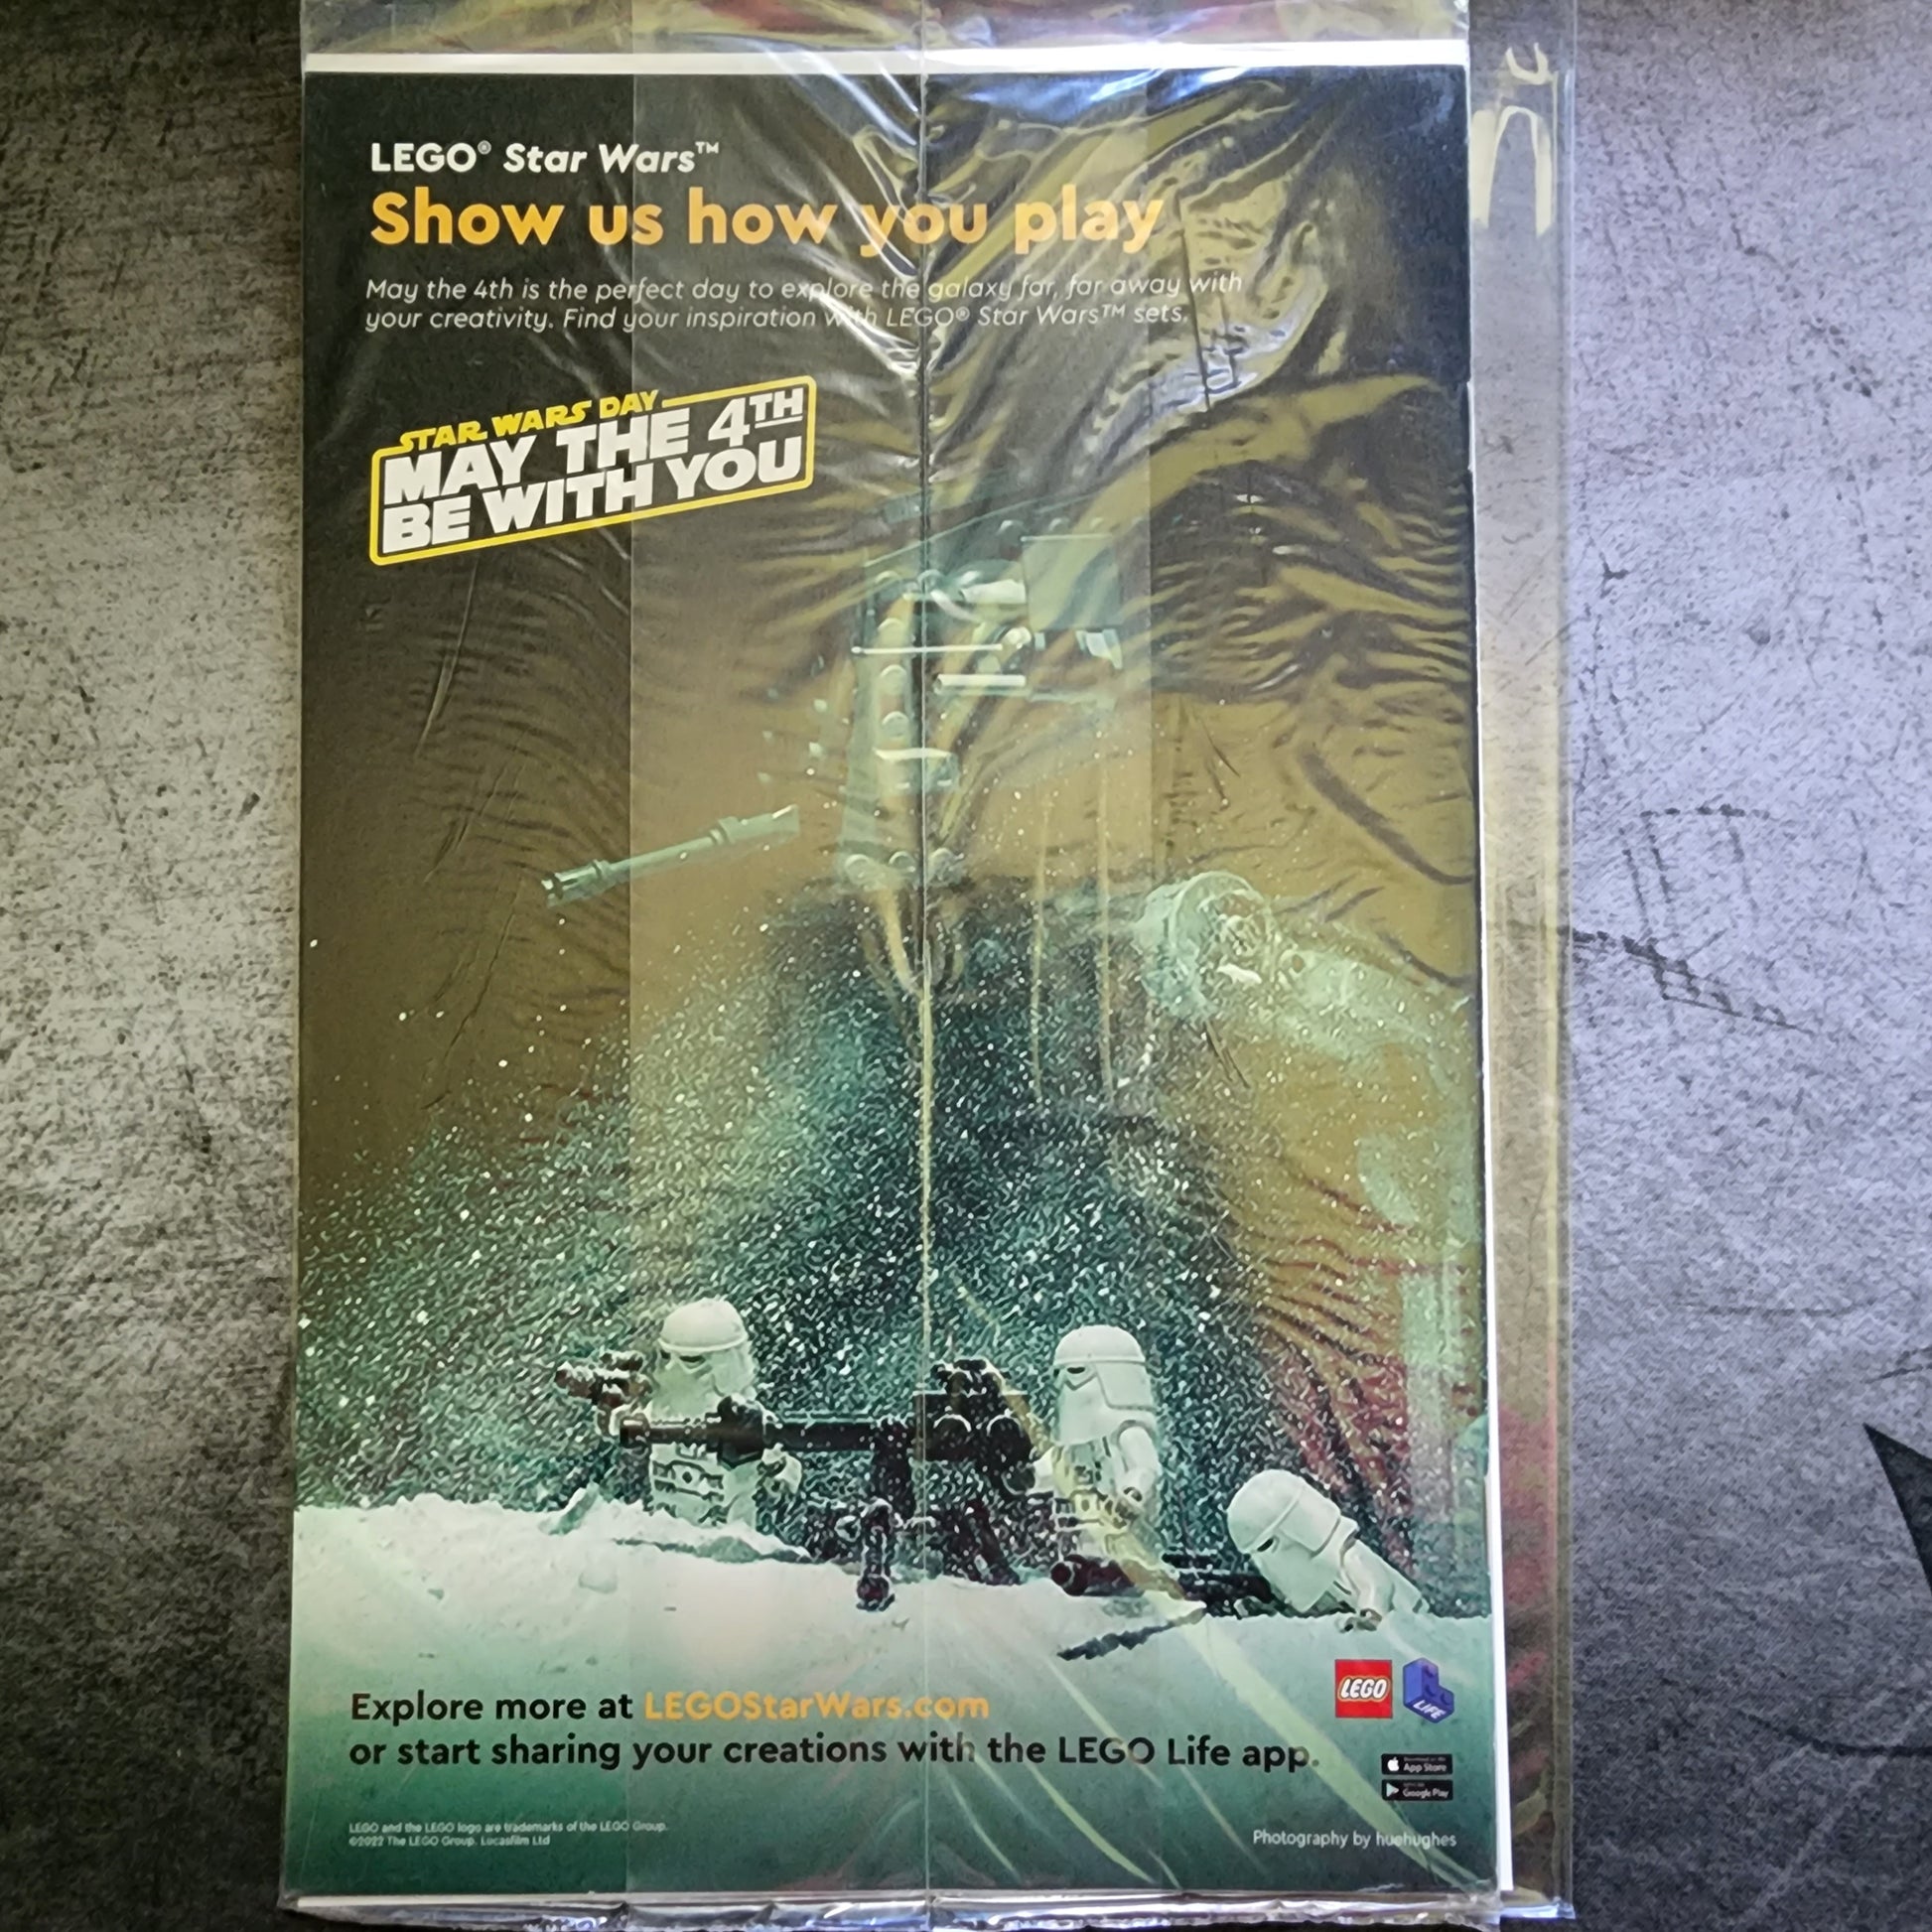 LEGO® Star Wars™
Show us how you play
May the 4th is the perfect day to explore the galaxy far, far away with
your creativity. Find your inspiration with LEGO® Star Wars™ sets.
STAR WARS DAY
MAY THE 4TH
BE WITH YOU
Explore more at LEGOStarWars.com
or start sharing your creations with the LEGO Life app.
LEGO
LIFE
App Store
Google Play
LEGO and the LEGO logo are trademarks of the LEGO Group.
©2022 The LEGO Group. Lucasfilm Ltd
Photography by huehughes